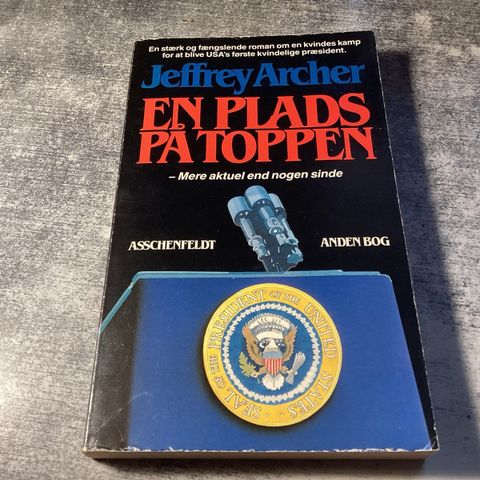 En stærk og fængslende roman om en kvindes kamp
for at blive USA's første kvindelige præsident.
Jeffrey Archer
EN PLADS
PÅ TOPPEN
– Mere aktuel end nogen sinde
ASSCHENFELDT ANDEN BOG
SEAL OF THE PRESIDENT OF THE UNITED STATES